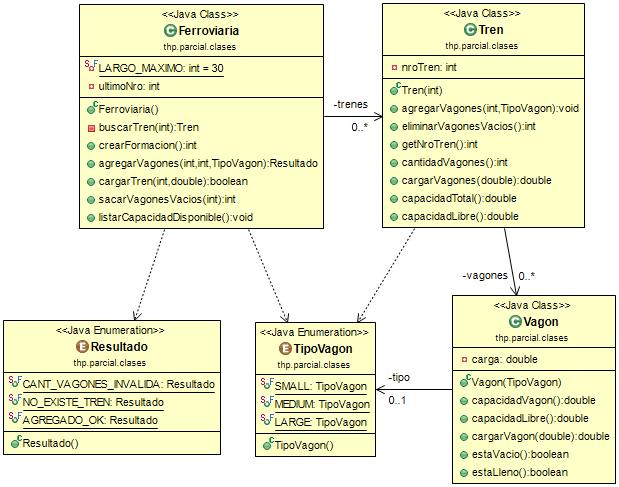 <<Java Class>>
C Ferroviaria
thp.parcial.clases
S F LARGO_MAXIMO: int = 30
ultimoNro: int
C Ferroviaria()
buscarTren(int):Tren
crearFormacion():int
agregarVagones(int,int,TipoVagon):Resultado
cargarTren(int,double):boolean
sacarVagonesVacios(int):int
listarCapacidadDisponible():void
-trenes
0..*
<<Java Class>>
C Tren
thp.parcial.clases
nroTren: int
C Tren(int)
agregarVagones(int,TipoVagon):void
eliminarVagonesVacios():int
getNroTren():int
cantidadVagones():int
cargarVagones(double):double
capacidadTotal():double
capacidadLibre():double
-vagones
0..*
<<Java Enumeration>>
E Resultado
thp.parcial.clases
S F CANT_VAGONES_INVALIDA: Resultado
S F NO_EXISTE_TREN: Resultado
S F AGREGADO_OK: Resultado
C Resultado()
<<Java Enumeration>>
E TipoVagon
thp.parcial.clases
S F SMALL: TipoVagon
S F MEDIUM: TipoVagon
S F LARGE: TipoVagon
C TipoVagon()
-tipo
0..1
<<Java Class>>
C Vagon
thp.parcial.clases
carga: double
C Vagon(TipoVagon)
capacidadVagon():double
capacidadLibre():double
cargarVagon(double):double
estaVacio():boolean
estaLleno():boolean